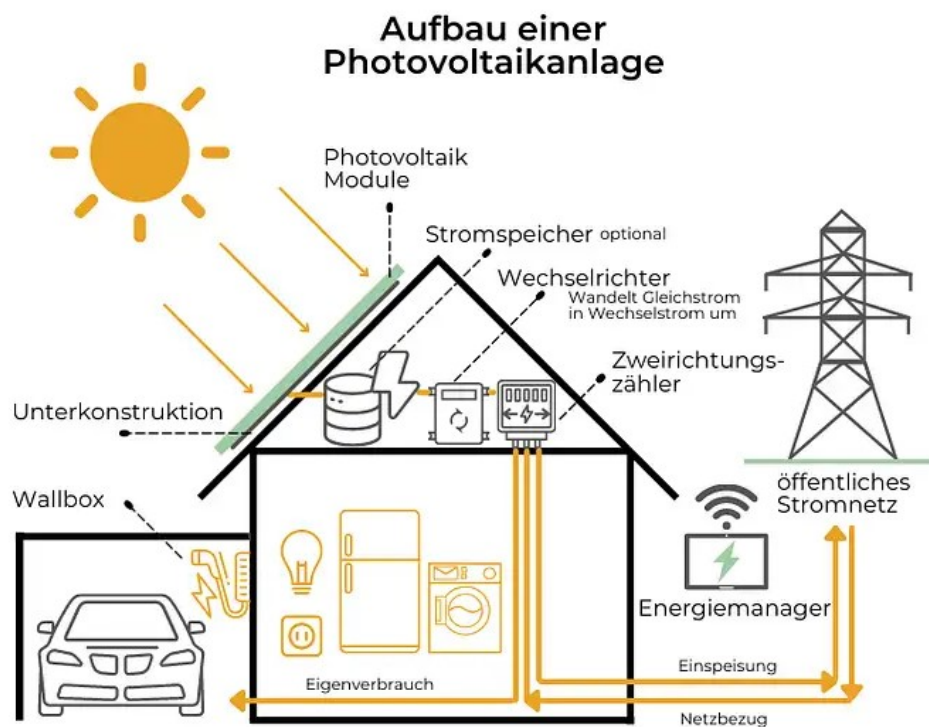 Aufbau einer
Photovoltaikanlage
Photovoltaik
Module
Stromspeicher optional
Wechselrichter
Wandelt Gleichstrom
in Wechselstrom um
Zweirichtungs-
zähler
Unterkonstruktion
Wallbox
öffentliches
Stromnetz
Energiemanager
Einspeisung
Eigenverbrauch
Netzbezug